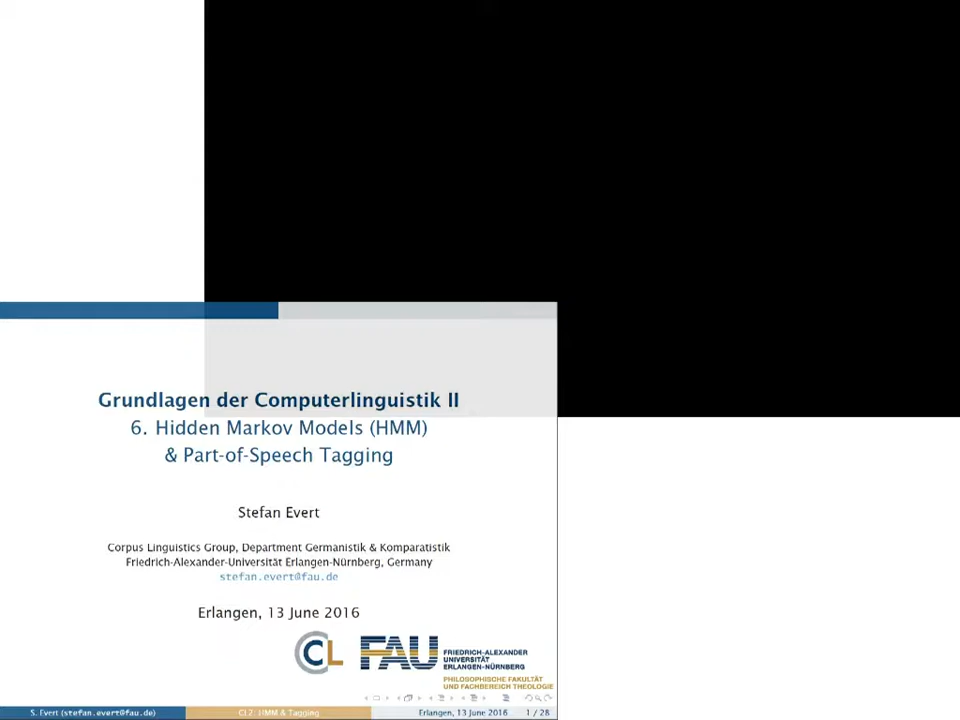 Grundlagen der Computerlinguistik II
6. Hidden Markov Models (HMM)
& Part-of-Speech Tagging
Stefan Evert
Corpus Linguistics Group, Department Germanistik & Komparatistik
Friedrich-Alexander-Universität Erlangen-Nürnberg, Germany
stefan.evert@fau.de
Erlangen, 13 June 2016
CL
FAU
FRIEDRICH-ALEXANDER
UNIVERSITÄT
ERLANGEN-NÜRNBERG
PHILOSOPHISCHE FAKULTÄT
UND FACHBEREICH THEOLOGIE
S. Evert (stefan.evert@fau.de) CL2: HMM & Tagging Erlangen, 13 June 2016 1 / 28